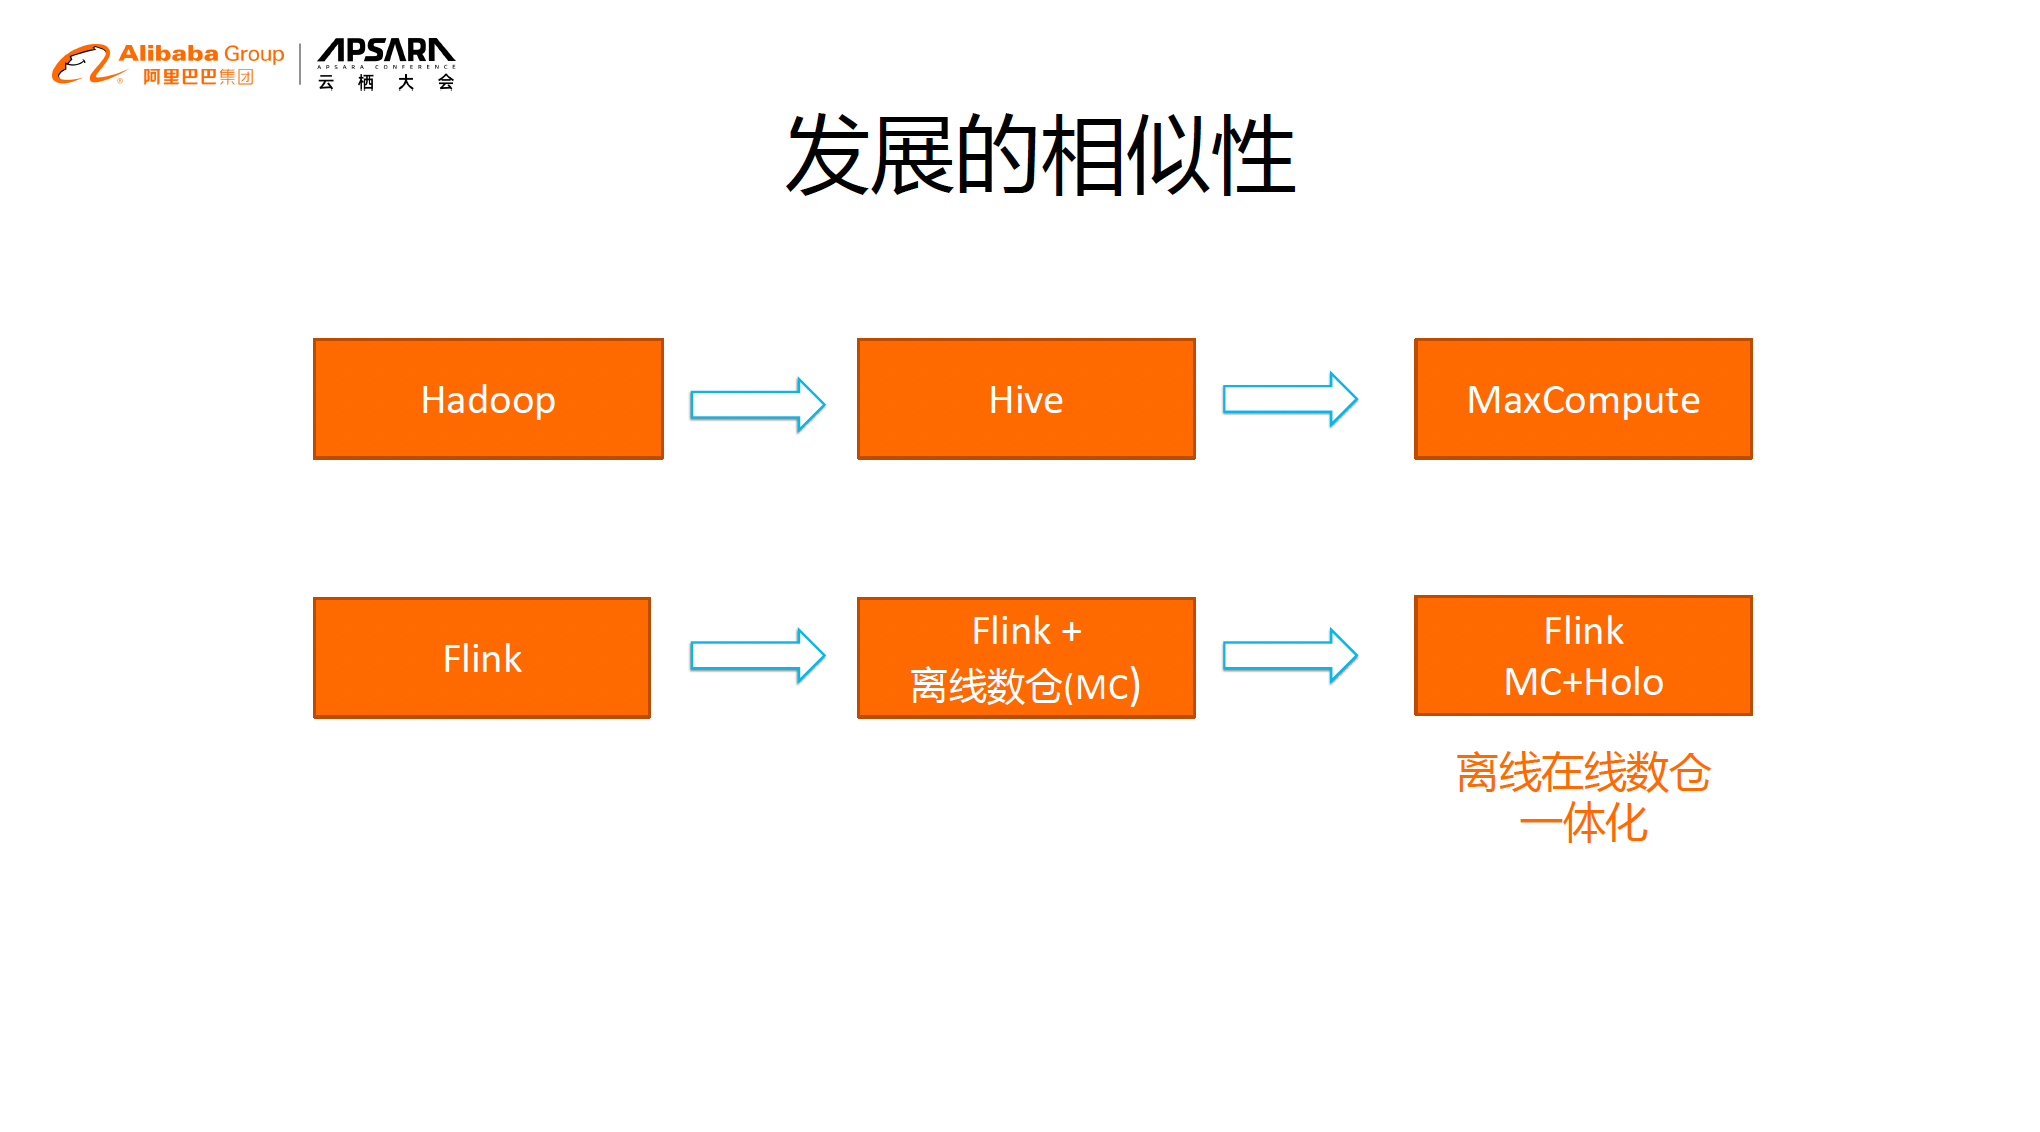 Alibaba Group
阿里巴巴集团
APSARA
APSARA CONFERENCE
云栖大会
发展的相似性
Hadoop
Hive
MaxCompute
Flink
Flink +
离线数仓(MC)
Flink
MC+Holo
离线在线数仓
一体化